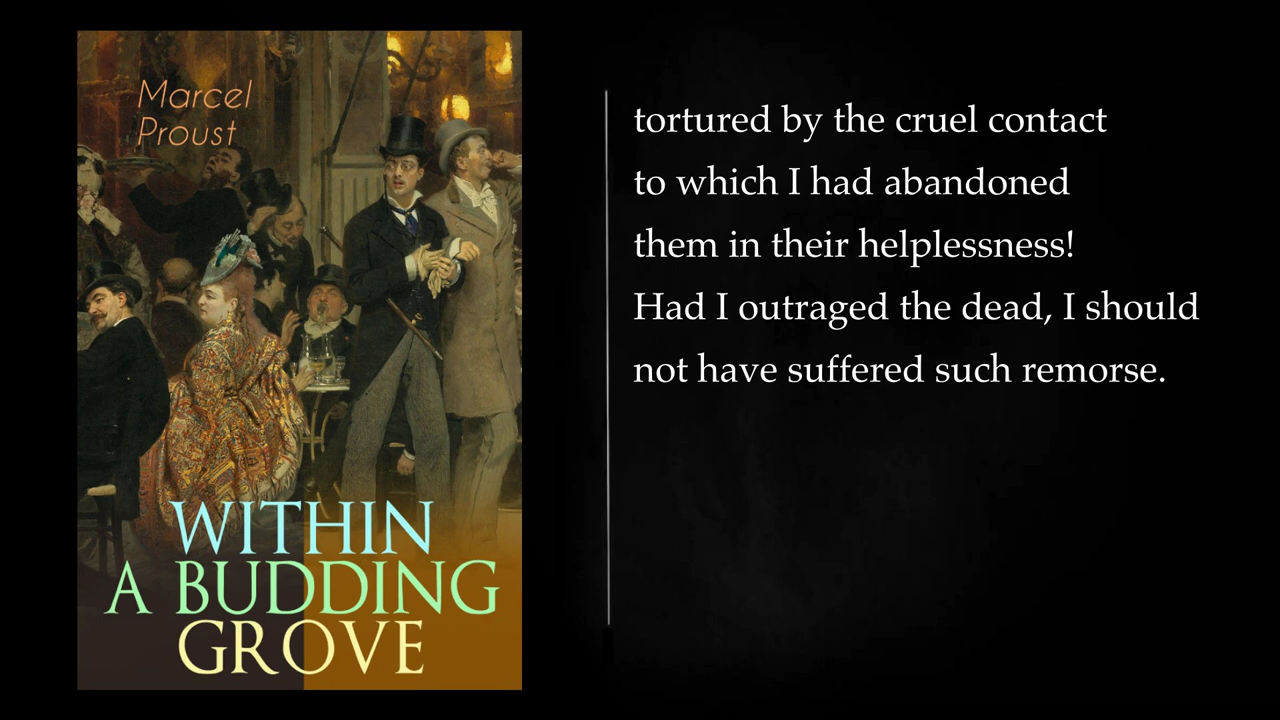 Marcel
Proust
WITHIN
A BUDDING
GROVE
tortured by the cruel contact
to which I had abandoned
them in their helplessness!
Had I outraged the dead, I should
not have suffered such remorse.